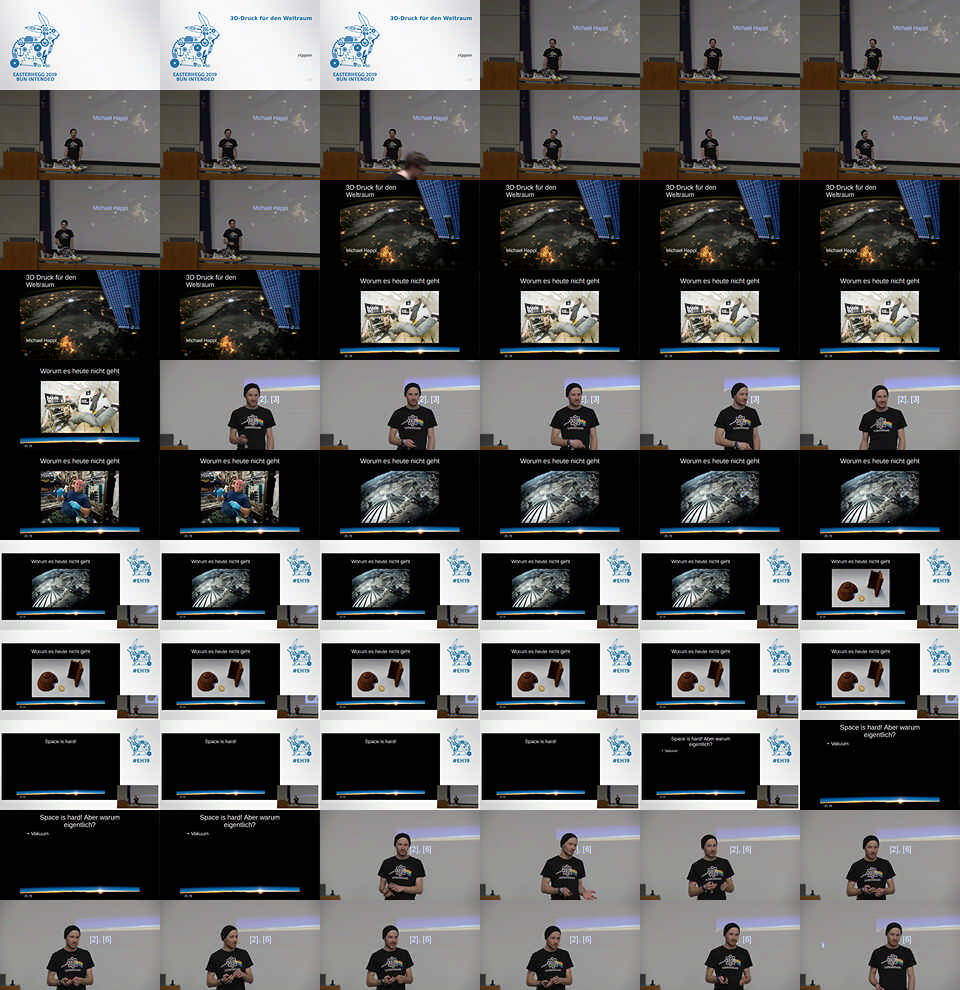 EASTERHEGG 2019
BUN INTENDED
3D-Druck für den Weltraum
EASTERHEGG 2019
BUN INTENDED
3D-Druck für den Weltraum
EASTERHEGG 2019
BUN INTENDED
Michael Happl
Michael Happl
Michael Happl
Michael Happl
Michael Happl
Michael Happl
Michael Happl
Michael Happl
Michael Happl
Michael Happl
Michael Happl
3D-Druck für den
Weltraum
Michael Happl
3D-Druck für den
Weltraum
Michael Happl
3D-Druck für den
Weltraum
Michael Happl
3D-Druck für den
Weltraum
Michael Happl
3D-Druck für den
Weltraum
Michael Happl
3D-Druck für den
Weltraum
Michael Happl
Worum es heute nicht geht
Worum es heute nicht geht
Worum es heute nicht geht
Worum es heute nicht geht
Worum es heute nicht geht
[2], [3]
[2], [3]
[2], [3]
[3]
[2], [3]
Worum es heute nicht geht
Worum es heute nicht geht
Worum es heute nicht geht
Worum es heute nicht geht
Worum es heute nicht geht
Worum es heute nicht geht
Worum es heute nicht geht
#EH19
Worum es heute nicht geht
#EH19
Worum es heute nicht geht
#EH19
Worum es heute nicht geht
#EH19
Worum es heute nicht geht
#EH19
Worum es heute nicht geht
#EH19
Worum es heute nicht geht
#EH19
Worum es heute nicht geht
#EH19
Worum es heute nicht geht
#EH19
Worum es heute nicht geht
#EH19
Worum es heute nicht geht
#EH19
Worum es heute nicht geht
#EH19
Space is hard!
#EH19
Space is hard!
#EH19
Space is hard!
#EH19
Space is hard!
#EH19
Space is hard! Aber warum
eigentlich?
• Vakuum
#EH19
Space is hard! Aber warum
eigentlich?
• Vakuum
Space is hard! Aber warum
eigentlich?
• Vakuum
Space is hard! Aber warum
eigentlich?
• Vakuum
[2], [6]
[6]
[2], [6]
[2], [6]
[2], [6]
[2], [6]
[2], [6]
[2], [6]
[6]
[6]